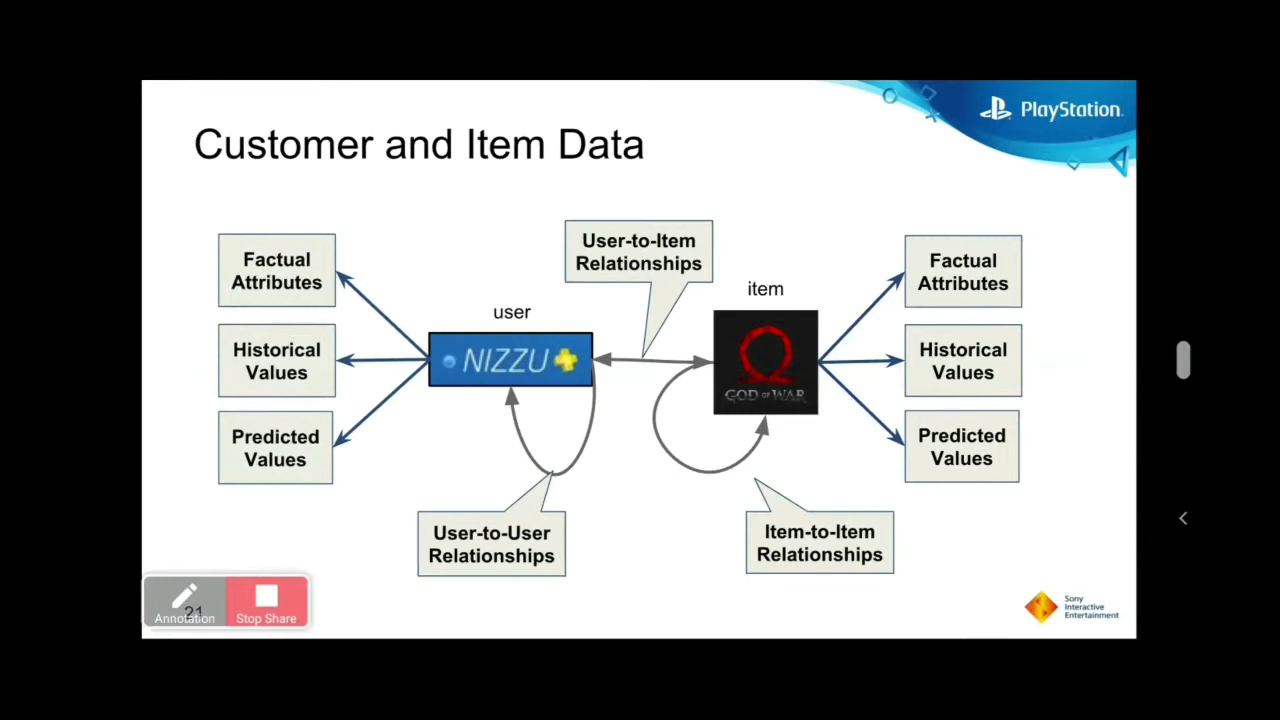 PlayStation
Customer and Item Data
User-to-Item
Relationships
Factual
Attributes
Historical
Values
Predicted
Values
user
NIZZU
item
GOD OF WAR
Factual
Attributes
Historical
Values
Predicted
Values
User-to-User
Relationships
Item-to-Item
Relationships
21
Annotation
Stop Share
Sony
Interactive
Entertainment